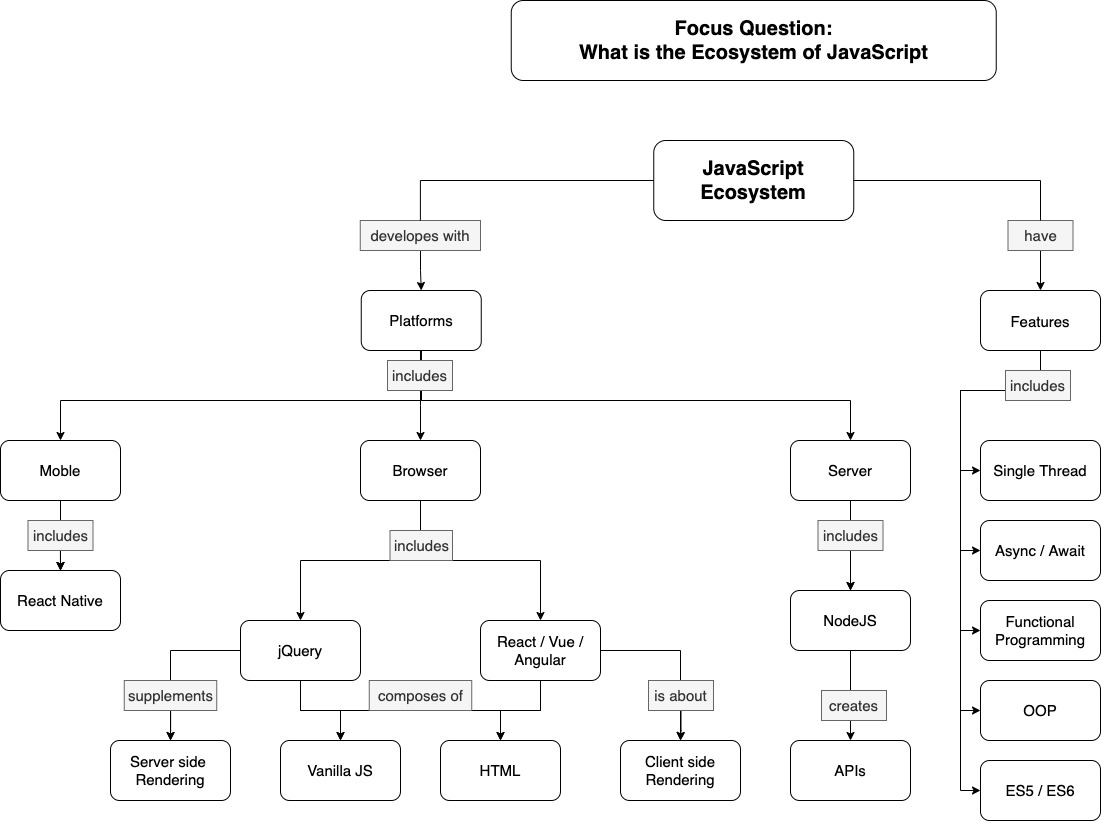 Focus Question:
What is the Ecosystem of JavaScript
JavaScript
Ecosystem
developes with
have
Platforms
Features
includes
includes
Moble
Browser
Server
Single Thread
includes
includes
includes
Async / Await
React Native
NodeJS
Functional
Programming
jQuery
React / Vue /
Angular
supplements
composes of
is about
creates
OOP
Server side
Rendering
Vanilla JS
HTML
Client side
Rendering
APIs
ES5 / ES6